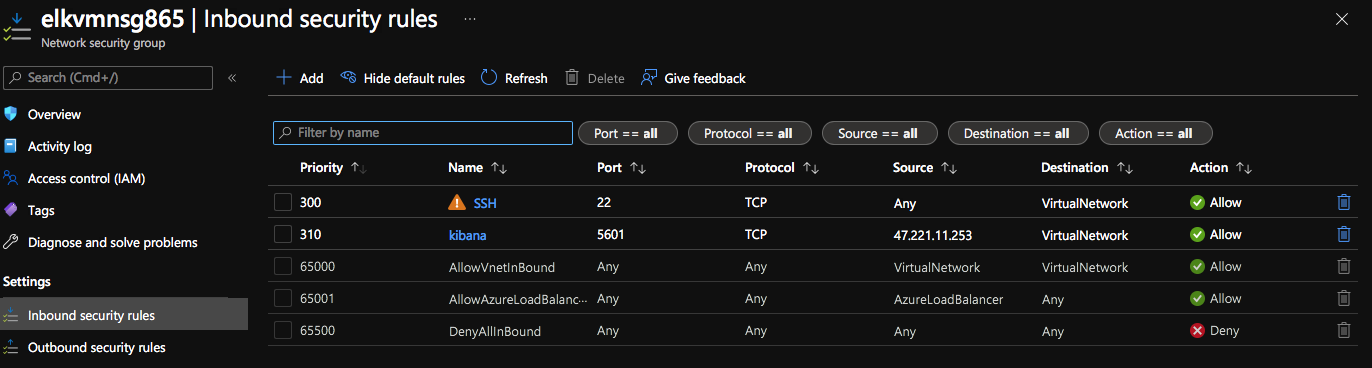 elkvmnsg865 | Inbound security rules ...
Network security group
Search (Cmd+/) «
Add Hide default rules Refresh Delete Give feedback
Overview
Activity log
Access control (IAM)
Tags
Diagnose and solve problems
Settings
Inbound security rules
Outbound security rules
Filter by name Port == all Protocol == all Source == all Destination == all Action == all
Priority ↑↓ Name ↑↓ Port ↑↓ Protocol ↑↓ Source ↑↓ Destination ↑↓ Action ↑↓
300 SSH 22 TCP Any VirtualNetwork Allow
310 kibana 5601 TCP 47.221.11.253 VirtualNetwork Allow
65000 AllowVnetInBound Any Any VirtualNetwork VirtualNetwork Allow
65001 AllowAzureLoadBalanc... Any Any AzureLoadBalancer Any Allow
65500 DenyAllInBound Any Any Any Any Deny